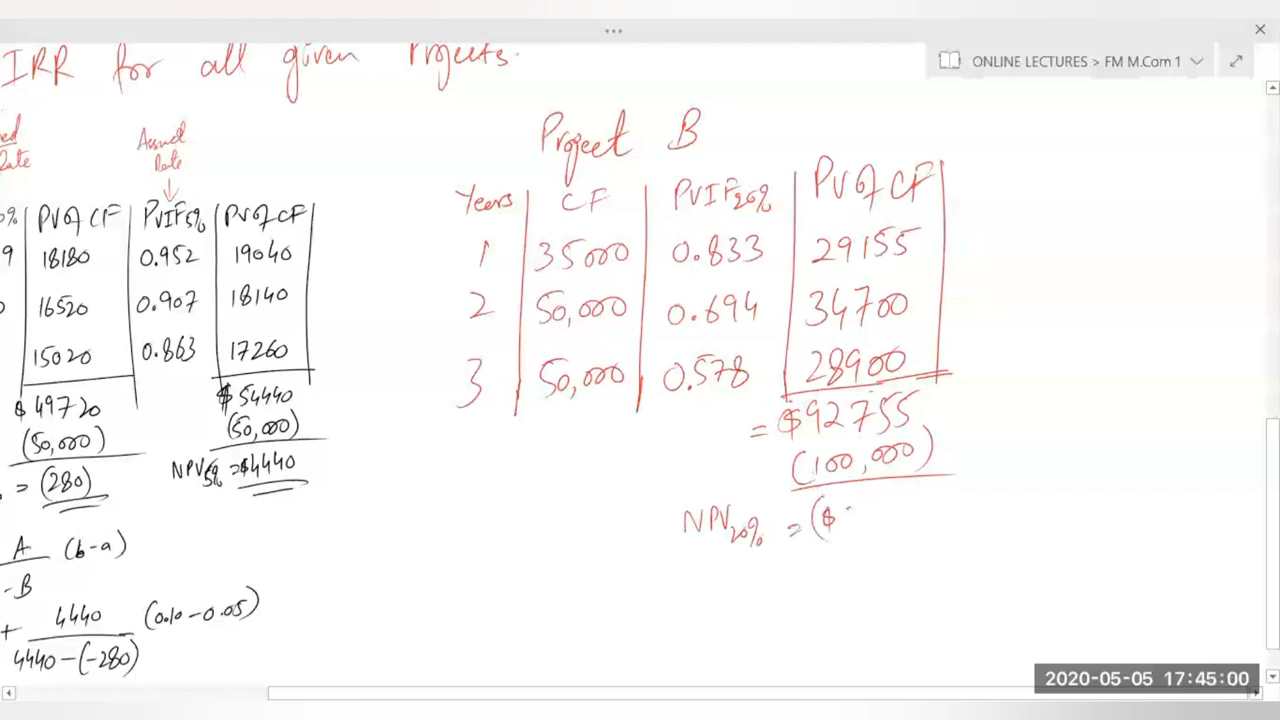 IRR for all given Projects.
ONLINE LECTURES > FM M.Com 1
Assumed
Rate
0% PV of CF PVIF5% PV of CF
9 18180 0.952 19040
0 16520 0.907 18140
15020 0.863 17260
$ 49720 $ 54440
(50,000) (50,000)
= (280) NPV5% = $4440
A (b-a)
-B
+ 4440 (0.10-0.05)
4440-(-280)
Project B
Years CF PVIF20% PV of CF
1 35000 0.833 29155
2 50,000 0.694 34700
3 50,000 0.578 28900
= $92755
(100,000)
NPV20% = ($
2020-05-05 17:45:00